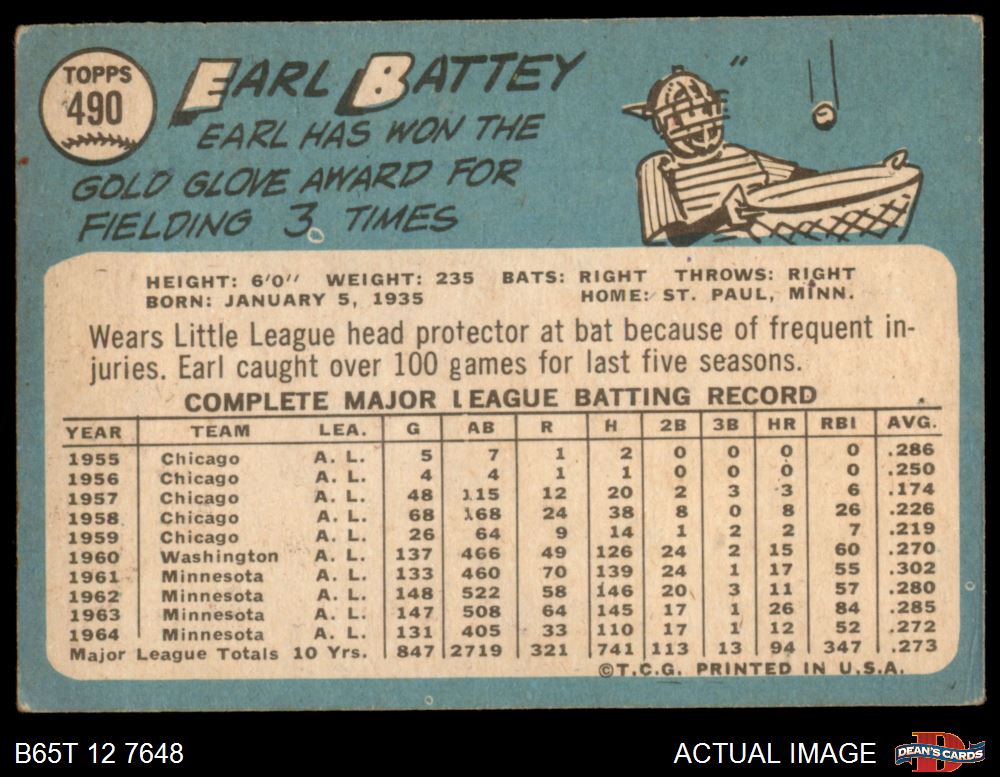 TOPPS
490
EARL BATTEY
EARL HAS WON THE
GOLD GLOVE AWARD FOR
FIELDING 3 TIMES
HEIGHT: 6'0" WEIGHT: 235 BATS: RIGHT THROWS: RIGHT
BORN: JANUARY 5, 1935 HOME: ST. PAUL, MINN.
Wears Little League head protector at bat because of frequent in-
juries. Earl caught over 100 games for last five seasons.
COMPLETE MAJOR LEAGUE BATTING RECORD
YEAR TEAM LEA. G AB R H 2B 3B HR RBI AVG.
1955 Chicago A. L. 5 7 1 2 0 0 0 0 .286
1956 Chicago A. L. 4 4 1 1 0 0 0 0 .250
1957 Chicago A. L. 48 115 12 20 2 3 3 6 .174
1958 Chicago A. L. 68 168 24 38 8 0 8 26 .226
1959 Chicago A. L. 26 64 9 14 1 2 2 7 .219
1960 Washington A. L. 137 466 49 126 24 2 15 60 .270
1961 Minnesota A. L. 133 460 70 139 24 1 17 55 .302
1962 Minnesota A. L. 148 522 58 146 20 3 11 57 .280
1963 Minnesota A. L. 147 508 64 145 17 1 26 84 .285
1964 Minnesota A. L. 131 405 33 110 17 1 12 52 .272
Major League Totals 10 Yrs. 847 2719 321 741 113 13 94 347 .273
©T.C.G. PRINTED IN U.S.A.
B65T 12 7648 ACTUAL IMAGE D DEAN'S CARDS